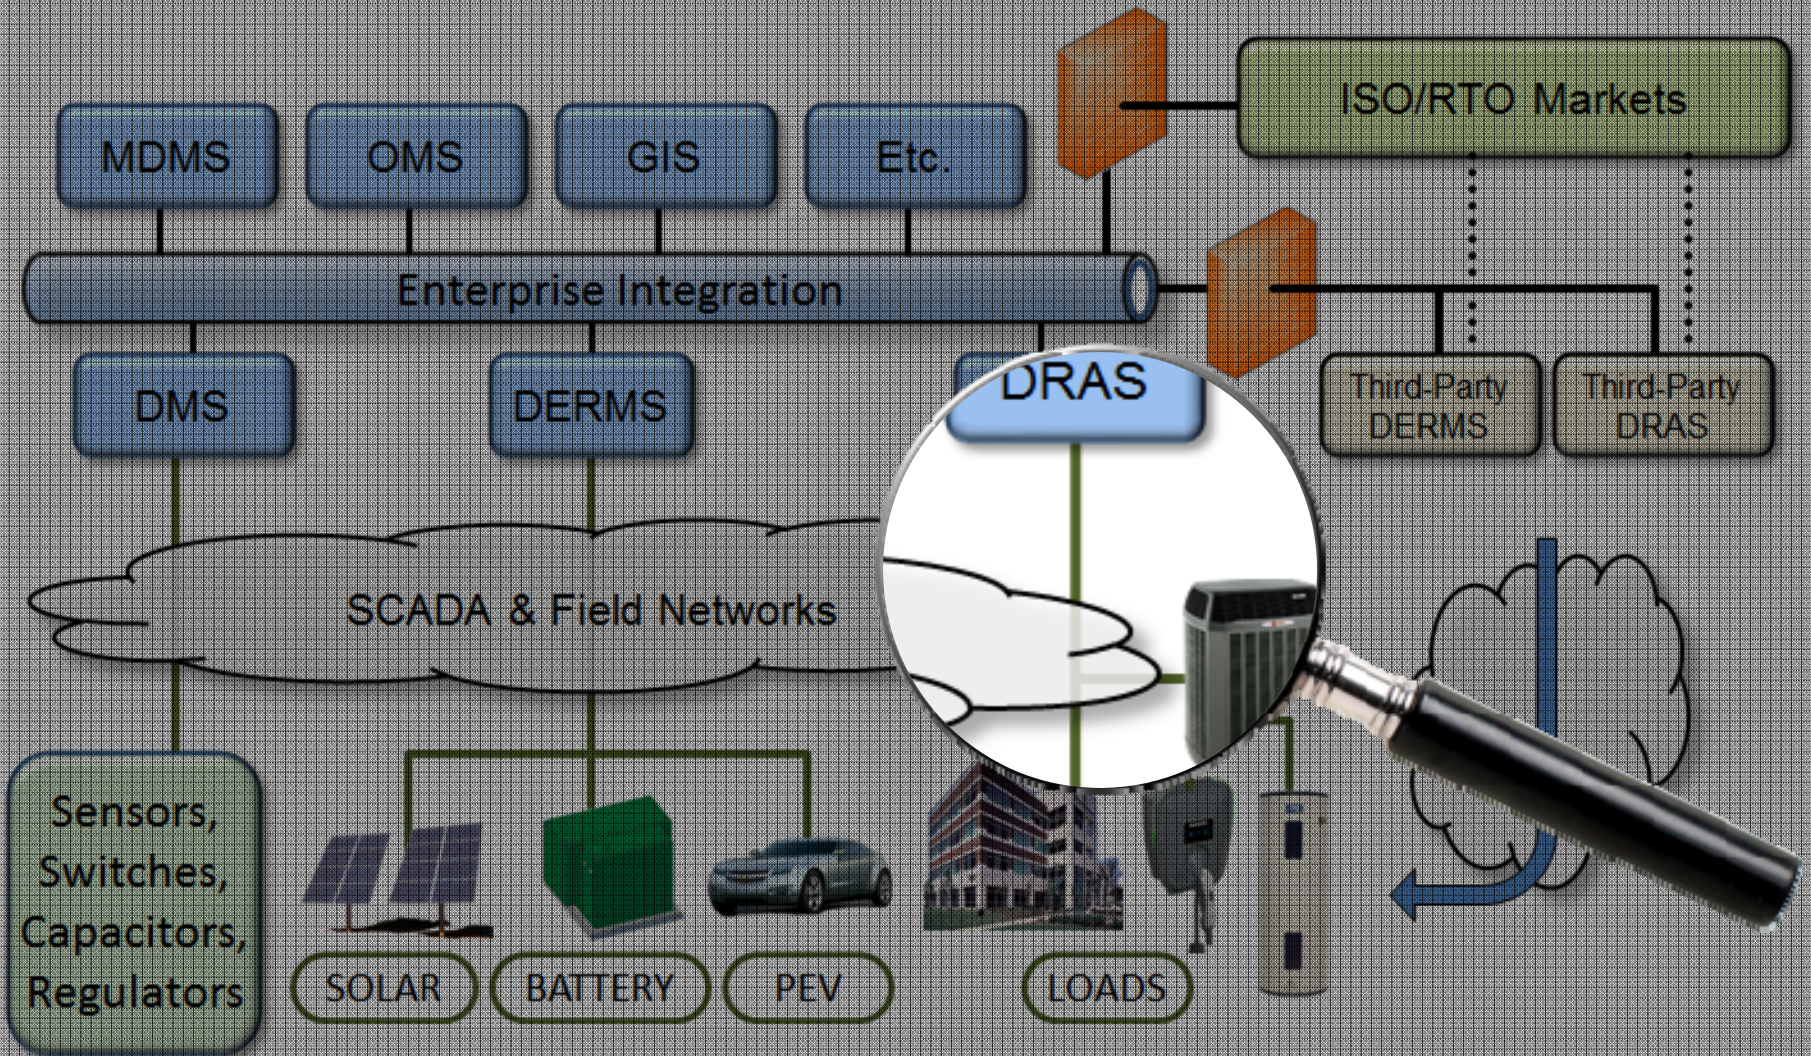 ISO/RTO Markets
MDMS
OMS
GIS
Etc.
Enterprise Integration
DMS
DERMS
DRAS
Third-Party
DERMS
Third-Party
DRAS
SCADA & Field Networks
Sensors,
Switches,
Capacitors,
Regulators
SOLAR
BATTERY
PEV
LOADS